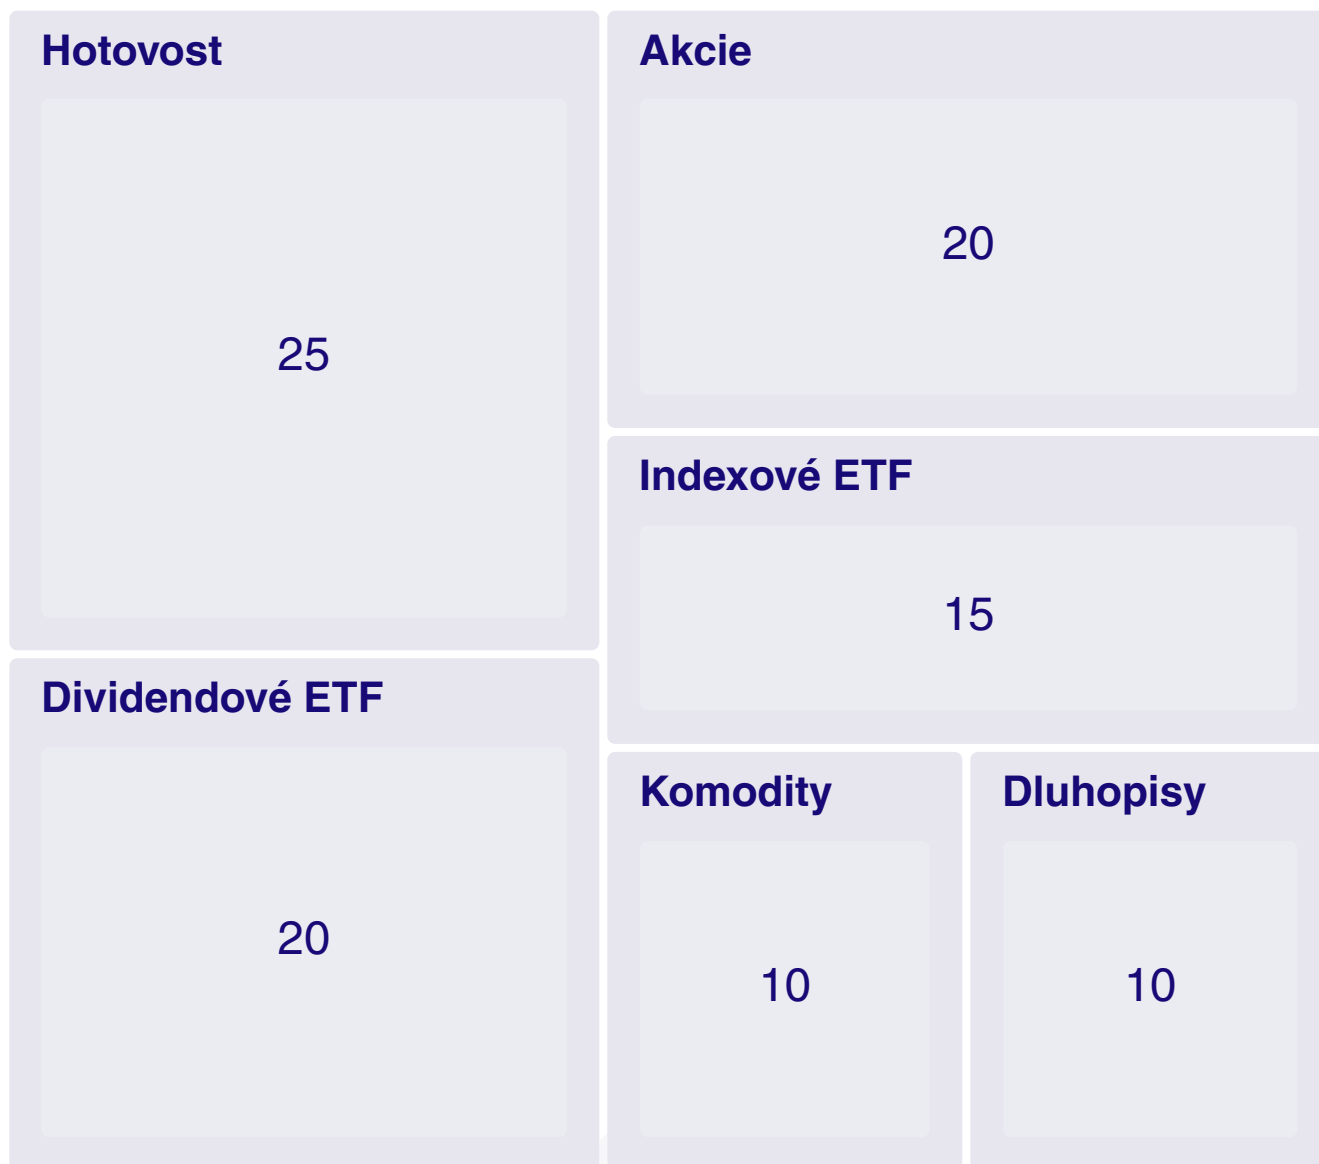 Hotovost
25
Akcie
20
Indexové ETF
15
Dividendové ETF
20
Komodity
10
Dluhopisy
10